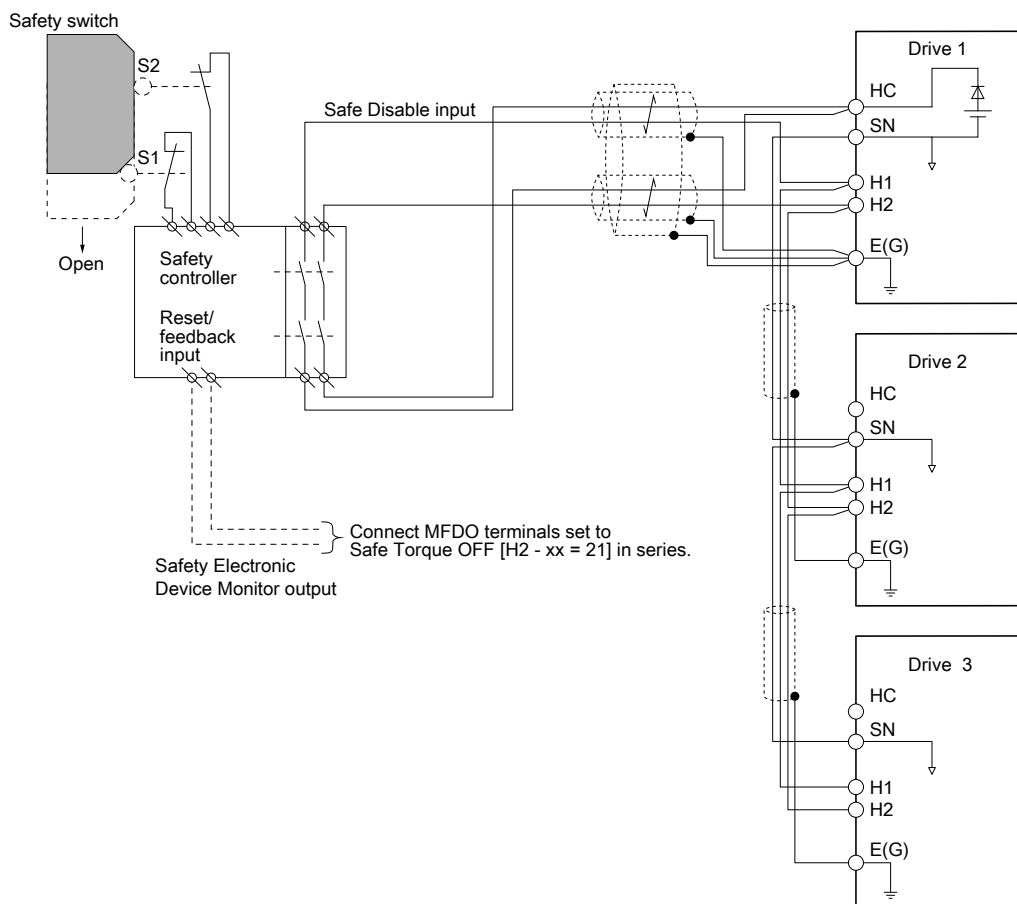 Safety switch
S2
S1
Open
Safety
controller
Reset/
feedback
input
Safe Disable input
Connect MFDO terminals set to
Safe Torque OFF [H2 - xx = 21] in series.
Safety Electronic
Device Monitor output
Drive 1
HC
SN
H1
H2
E(G)
Drive 2
HC
SN
H1
H2
E(G)
Drive 3
HC
SN
H1
H2
E(G)